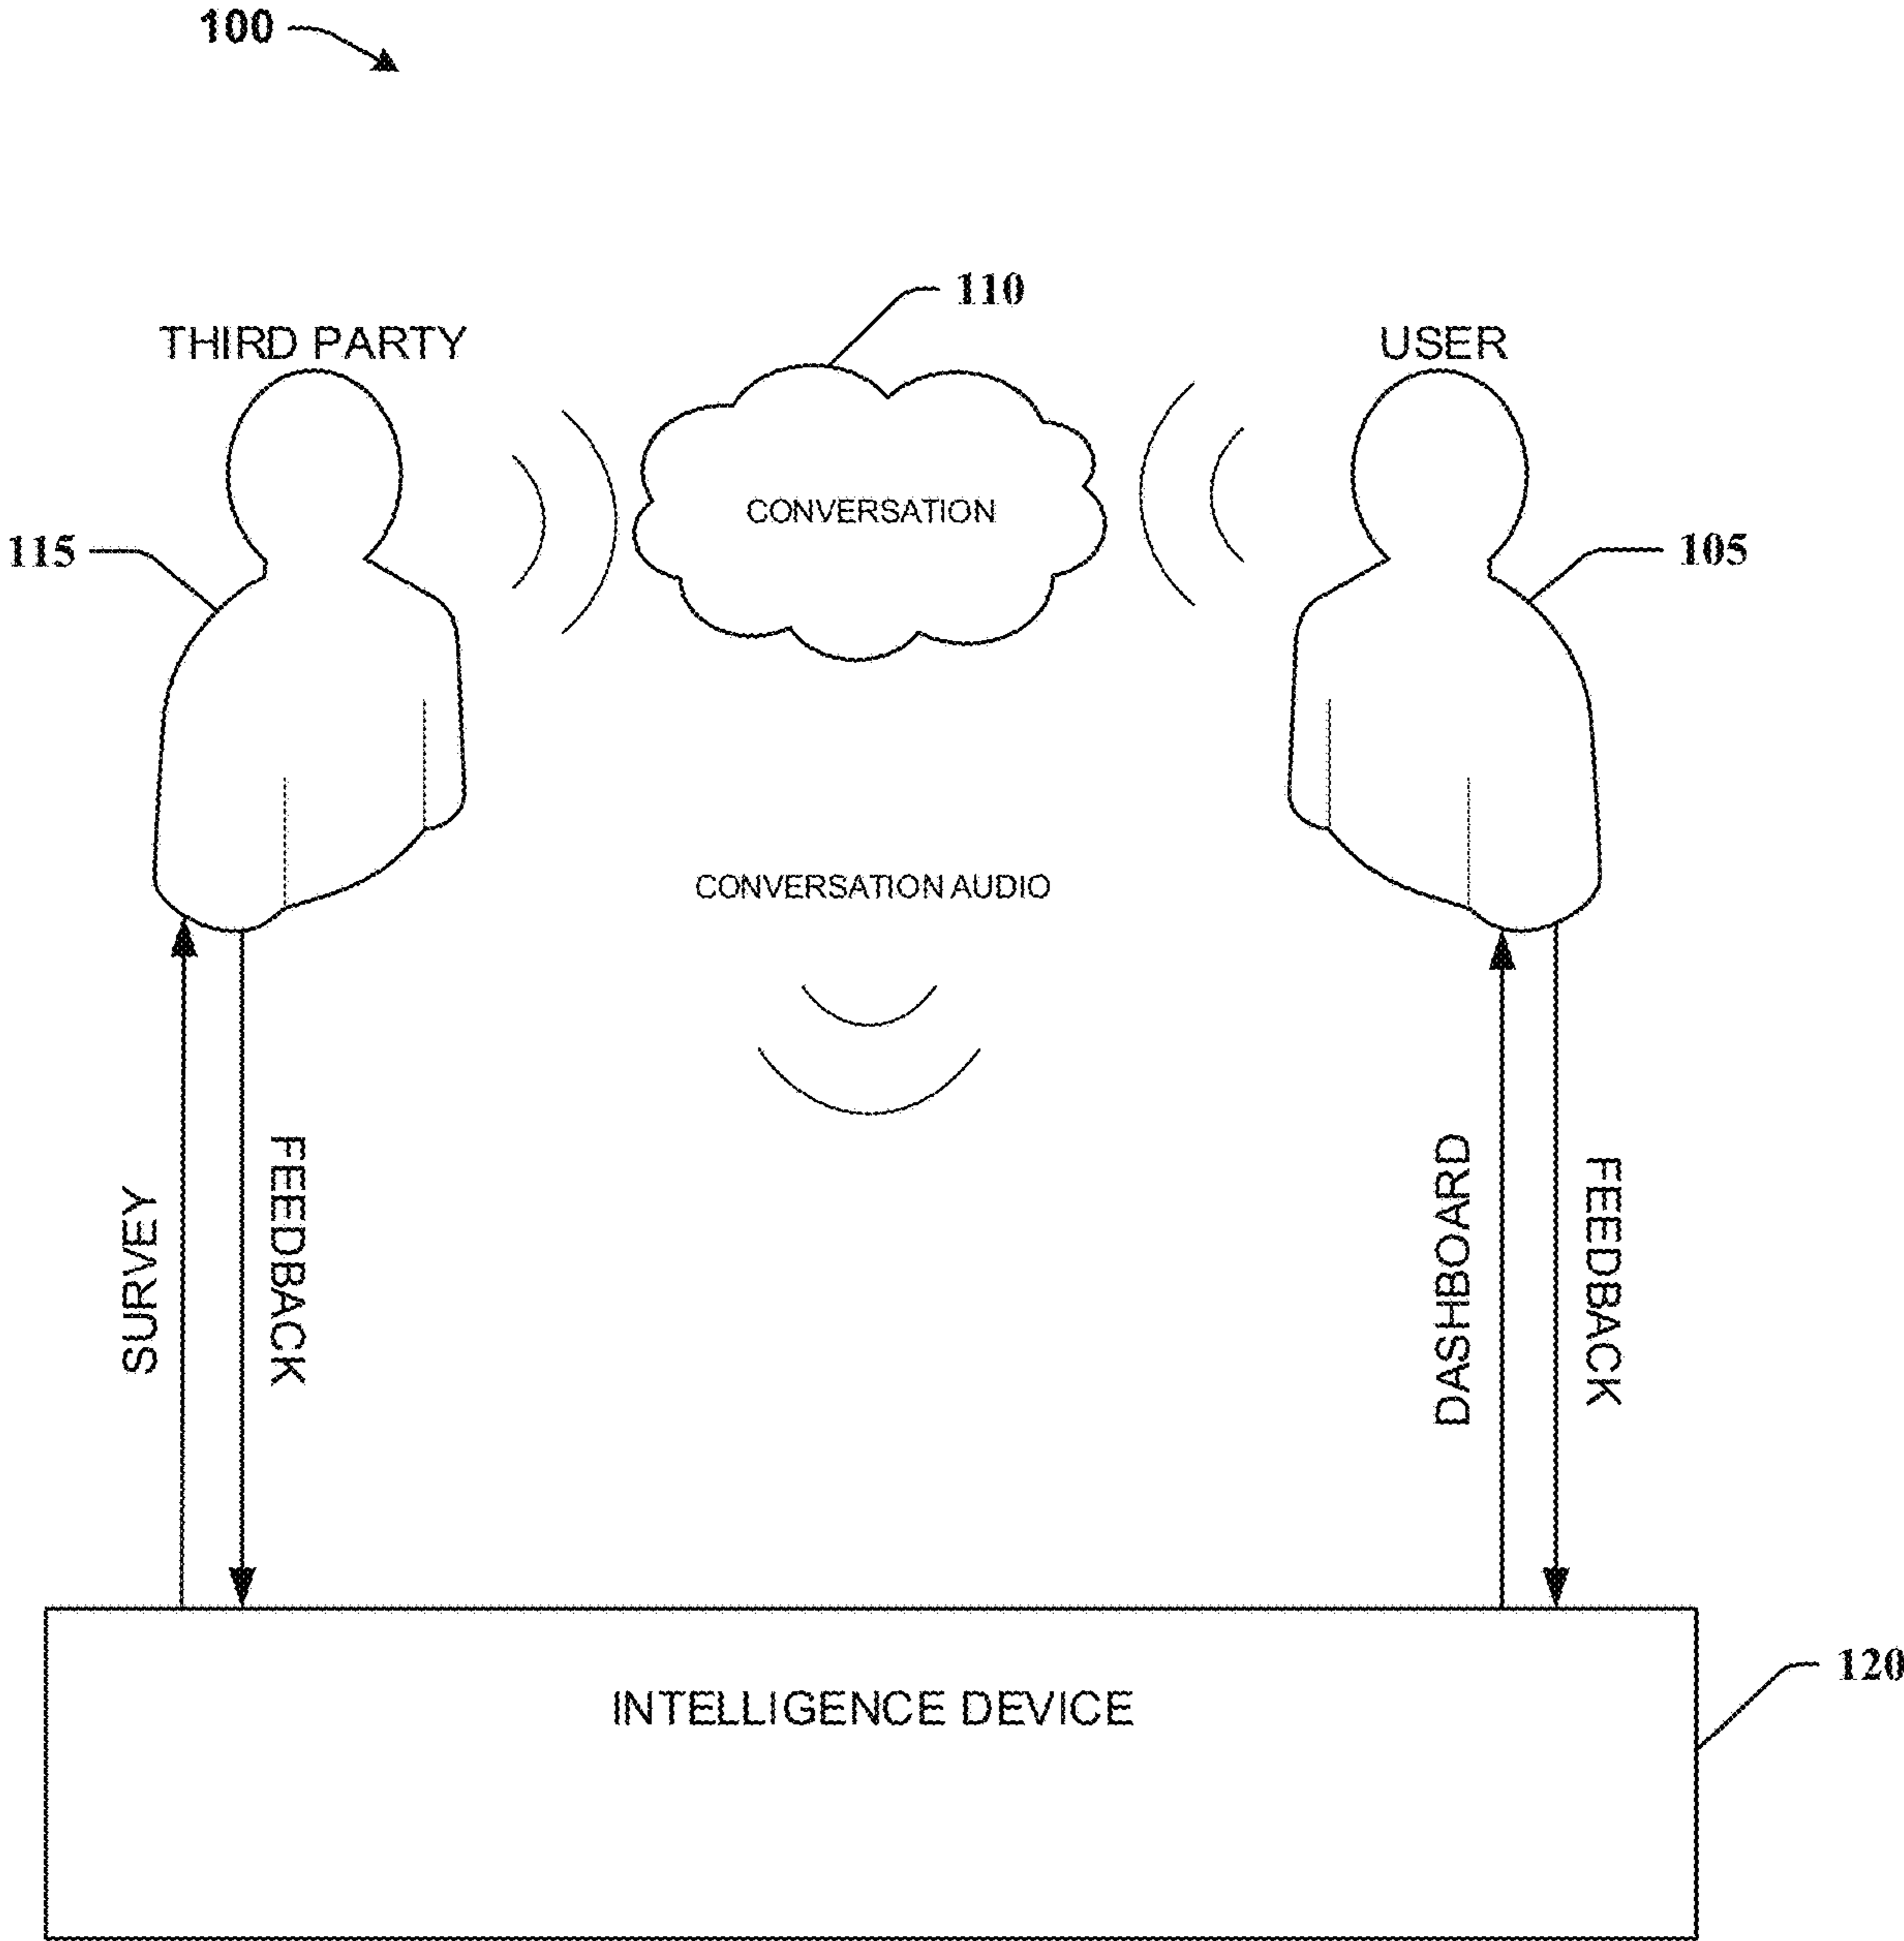 100
110
THIRD PARTY
USER
CONVERSATION
115
105
CONVERSATION AUDIO
SURVEY
FEEDBACK
DASHBOARD
FEEDBACK
120
INTELLIGENCE DEVICE